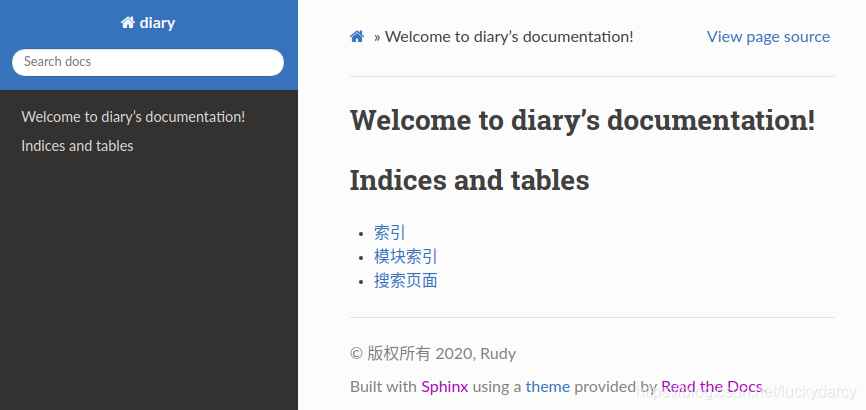 diary
Search docs
Welcome to diary’s documentation!
Indices and tables
» Welcome to diary’s documentation!
View page source
Welcome to diary’s documentation!
Indices and tables
• 索引
• 模块索引
• 搜索页面
© 版权所有 2020, Rudy
Built with Sphinx using a theme provided by Read the Docs.
https://blog.csdn.net/luckydarcy